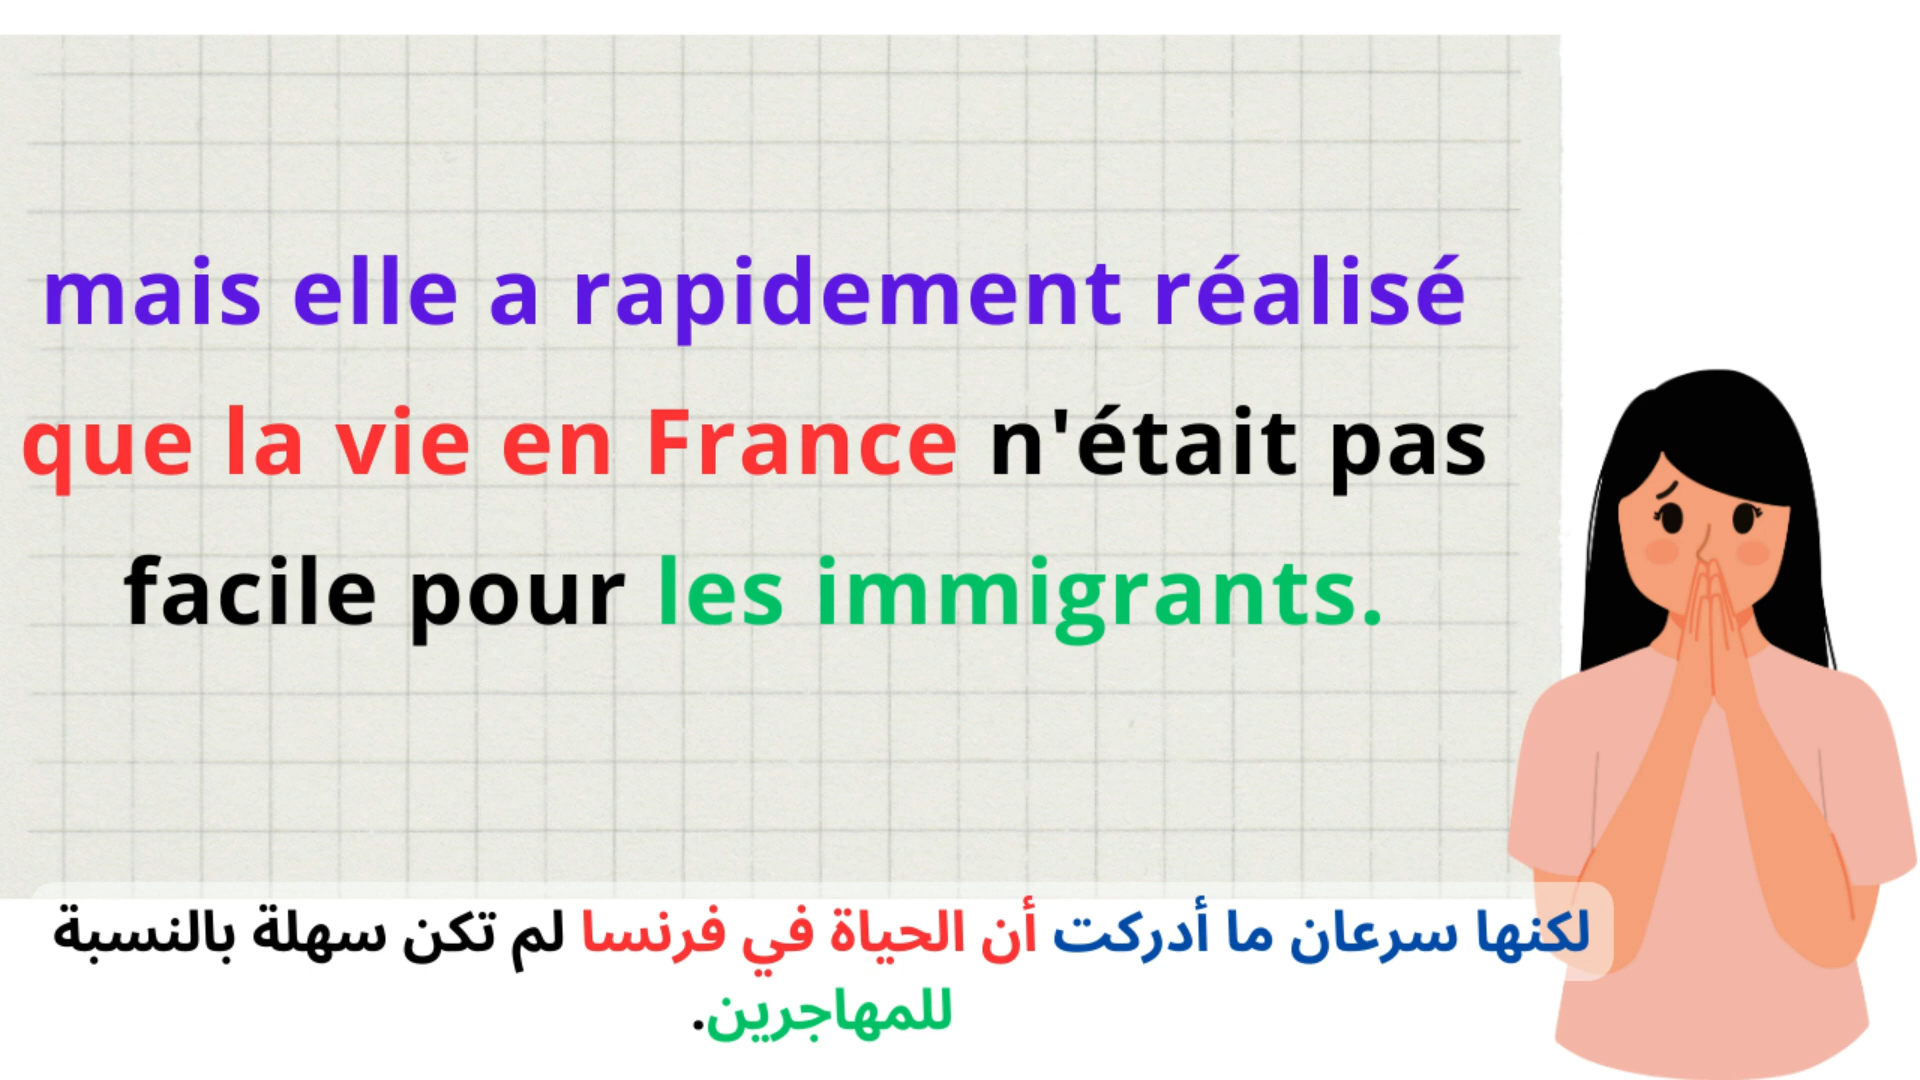 mais elle a rapidement réalisé
que la vie en France n'était pas
facile pour les immigrants.
لكنها سرعان ما أدركت أن الحياة في فرنسا لم تكن سهلة بالنسبة
للمهاجرين.